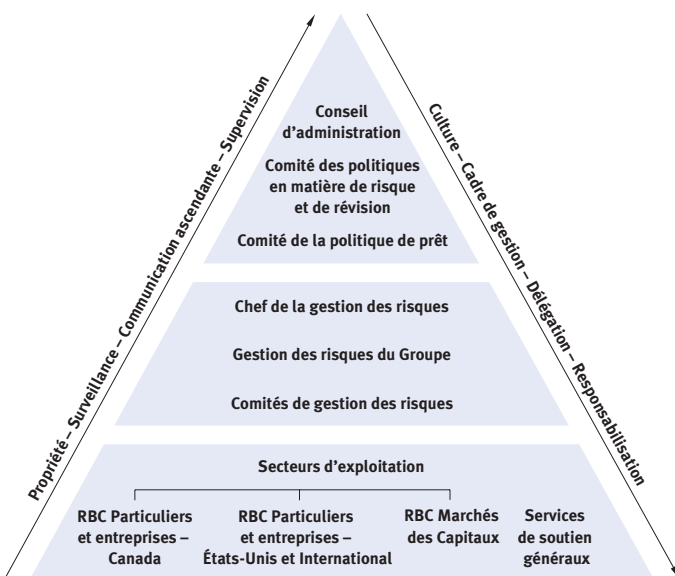 Conseil
d'administration
Comité des politiques
en matière de risque
et de révision
Comité de la politique de prêt
Chef de la gestion des risques
Gestion des risques du Groupe
Comités de gestion des risques
Secteurs d'exploitation
RBC Particuliers
et entreprises –
Canada
RBC Particuliers
et entreprises –
États-Unis et International
RBC Marchés
des Capitaux
Services
de soutien
généraux
Propriété – Surveillance – Communication ascendante – Supervision
Culture – Cadre de gestion – Délégation – Responsabilisation